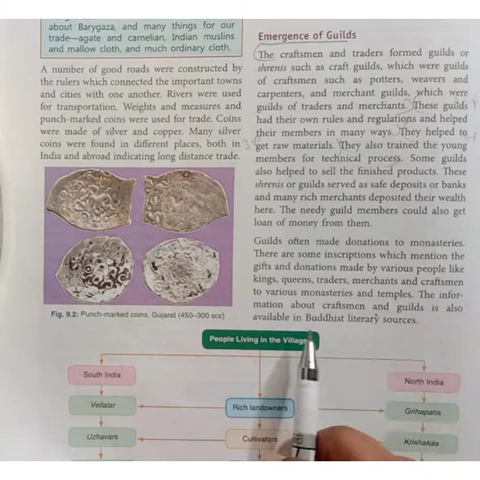 about Barygaza, and many things for our
trade—agate and carnelian, Indian muslins
and mallow cloth, and much ordinary cloth.
A number of good roads were constructed by
the rulers which connected the important towns
and cities with one another. Rivers were used
for transportation. Weights and measures and
punch-marked coins were used for trade. Coins
were made of silver and copper. Many silver
coins were found in different places, both in
India and abroad indicating long distance trade.
Fig. 9.2: Punch-marked coins, Gujarat (450–300 BCE)
Emergence of Guilds
The craftsmen and traders formed guilds or
shrenis such as craft guilds, which were guilds
of craftsmen such as potters, weavers and
carpenters, and merchant guilds, which were
guilds of traders and merchants. These guilds
had their own rules and regulations and helped
their members in many ways. They helped to
get raw materials. They also trained the young
members for technical process. Some guilds
also helped to sell the finished products. These
shrenis or guilds served as safe deposits or banks
and many rich merchants deposited their wealth
here. The needy guild members could also get
loan of money from them.
Guilds often made donations to monasteries.
There are some inscriptions which mention the
gifts and donations made by various people like
kings, queens, traders, merchants and craftsmen
to various monasteries and temples. The infor-
mation about craftsmen and guilds is also
available in Buddhist literary sources.
People Living in the Village
South India
North India
Vellalar
Rich landowners
Grihapatis
Uzhavars
Cultivators
Krishakas